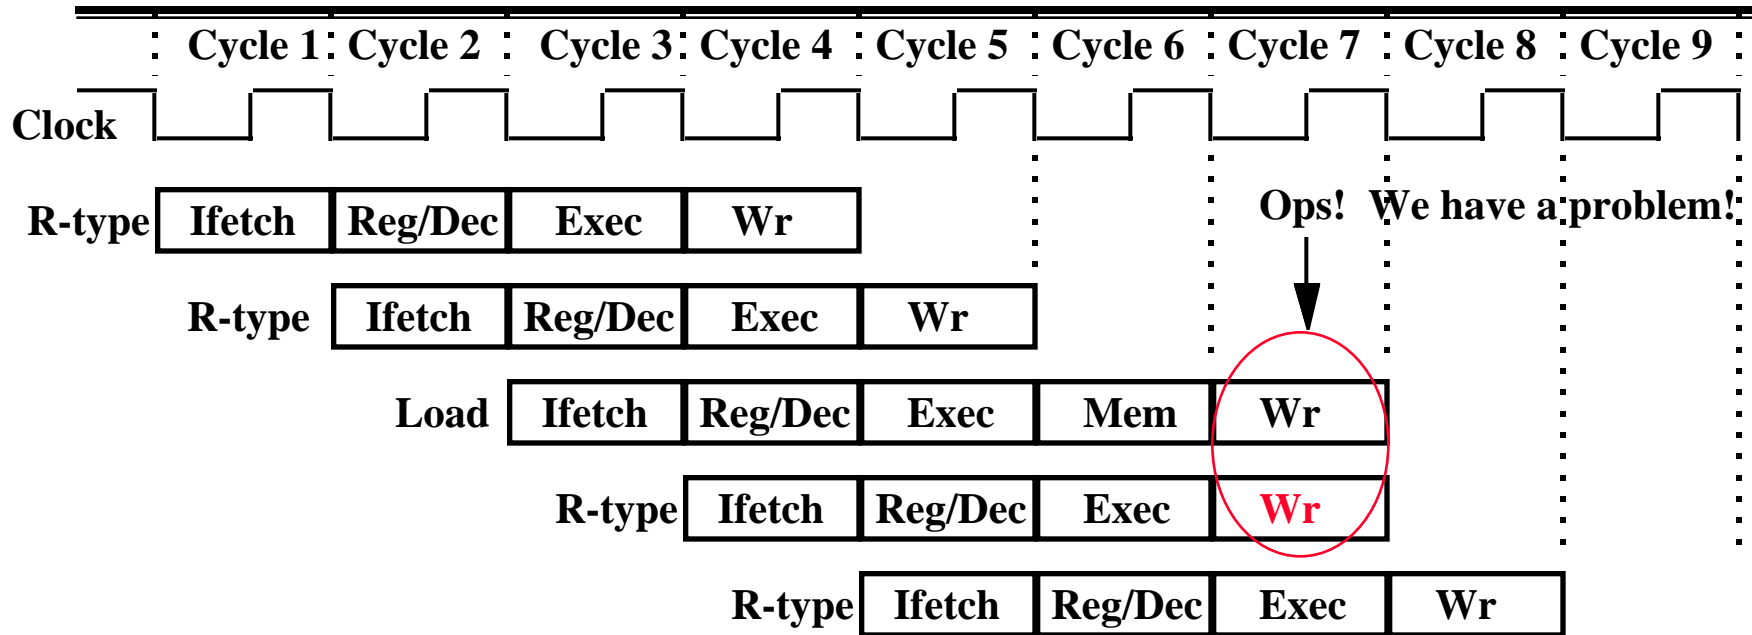 Cycle 1 Cycle 2 Cycle 3 Cycle 4 Cycle 5 Cycle 6 Cycle 7 Cycle 8 Cycle 9
Clock
R-type Ifetch Reg/Dec Exec Wr
Ops! We have a problem!
R-type Ifetch Reg/Dec Exec Wr
Load Ifetch Reg/Dec Exec Mem Wr
R-type Ifetch Reg/Dec Exec Wr
R-type Ifetch Reg/Dec Exec Wr